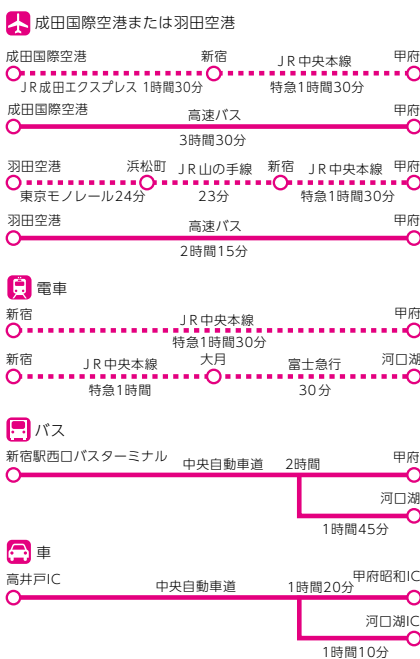 成田国際空港または羽田空港
成田国際空港 新宿 JR中央本線 甲府
JR成田エクスプレス 1時間30分 特急1時間30分
成田国際空港 高速バス 甲府
3時間30分
羽田空港 浜松町 JR山の手線 新宿 JR中央本線 甲府
東京モノレール24分 23分 特急1時間30分
羽田空港 高速バス 甲府
2時間15分
電車
新宿 JR中央本線 甲府
特急1時間30分
新宿 JR中央本線 大月 富士急行 河口湖
特急1時間 30分
バス
新宿駅西口バスターミナル 中央自動車道 2時間 甲府
河口湖
1時間45分
車
高井戸IC 中央自動車道 1時間20分 甲府昭和IC
河口湖IC
1時間10分